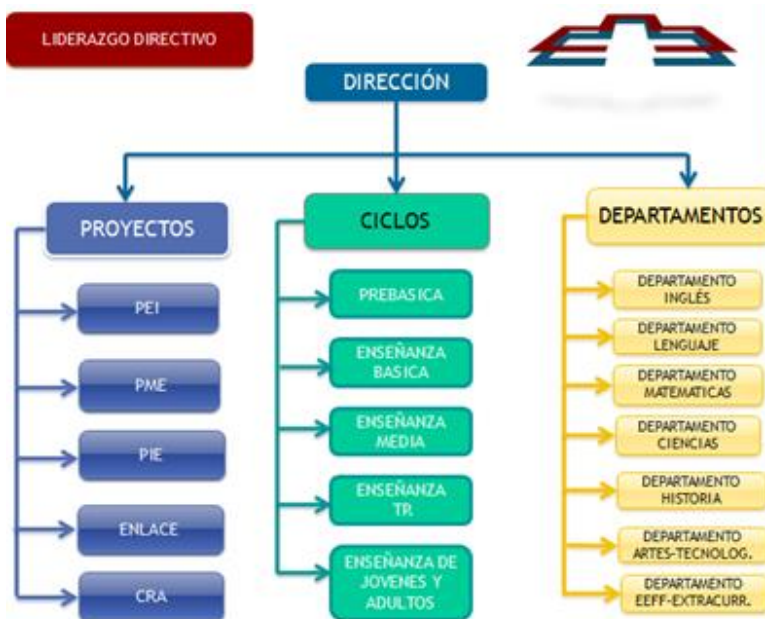 LIDERAZGO DIRECTIVO
DIRECCIÓN
PROYECTOS
PEI
PME
PIE
ENLACE
CRA
CICLOS
PREBASICA
ENSEÑANZA
BASICA
ENSEÑANZA
MEDIA
ENSEÑANZA
TP.
ENSEÑANZA DE
JOVENES Y
ADULTOS
DEPARTAMENTOS
DEPARTAMENTO
INGLÉS
DEPARTAMENTO
LENGUAJE
DEPARTAMENTO
MATEMATICAS
DEPARTAMENTO
CIENCIAS
DEPARTAMENTO
HISTORIA
DEPARTAMENTO
ARTES-TECNOLOG.
DEPARTAMENTO
EEFF-EXTRACURR.